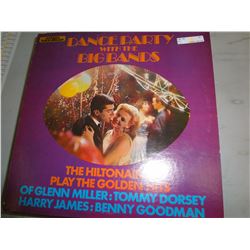 DANCE PARTY
WITH THE
BIG BANDS
THE HILTONAI
PLAY THE GOLDEN HITS
OF GLENN MILLER: TOMMY DORSEY
HARRY JAMES: BENNY GOODMAN